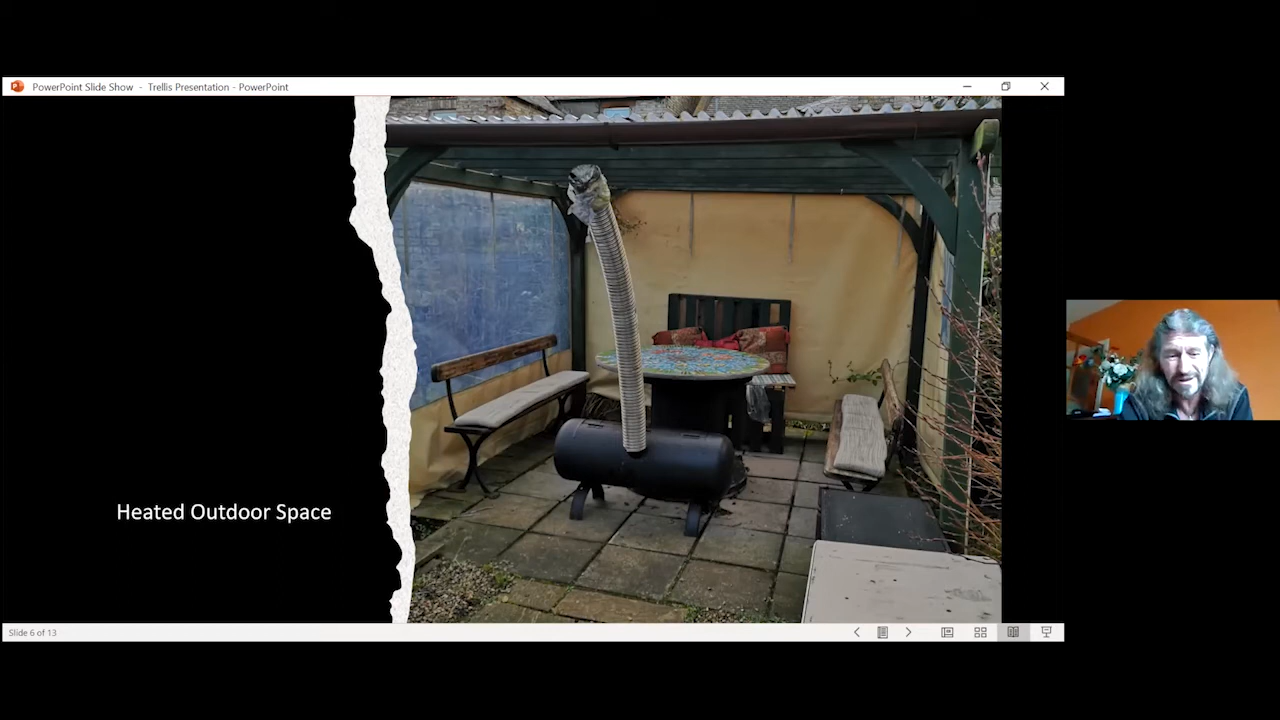 PowerPoint Slide Show - Trellis Presentation - PowerPoint
Heated Outdoor Space
Slide 6 of 13